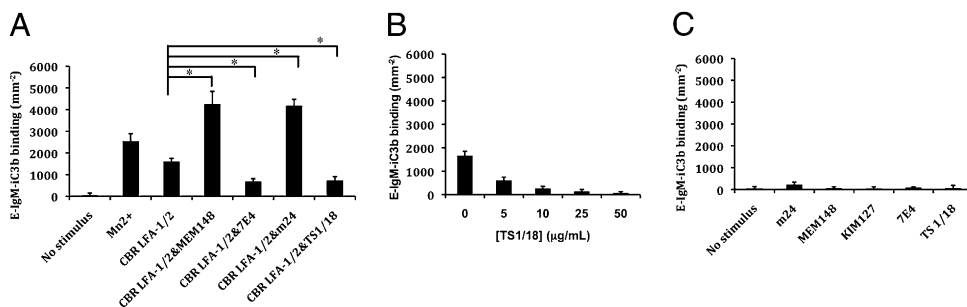 A
E-IgM-iC3b binding (mm⁻²)
6000
5000
4000
3000
2000
1000
0
* * * *
No stimulus
Mn2+
CBR LFA-1/2
CBR LFA-1/2&MEM148
CBR LFA-1/2&7E4
CBR LFA-1/2&m24
CBR LFA-1/2&TS1/18
B
E-IgM-iC3b binding (mm⁻²)
6000
5000
4000
3000
2000
1000
0
0 5 10 25 50
[TS1/18] (µg/mL)
C
E-IgM-iC3b binding (mm⁻²)
6000
5000
4000
3000
2000
1000
0
No stimulus
m24
MEM148
KIM127
7E4
TS 1/18